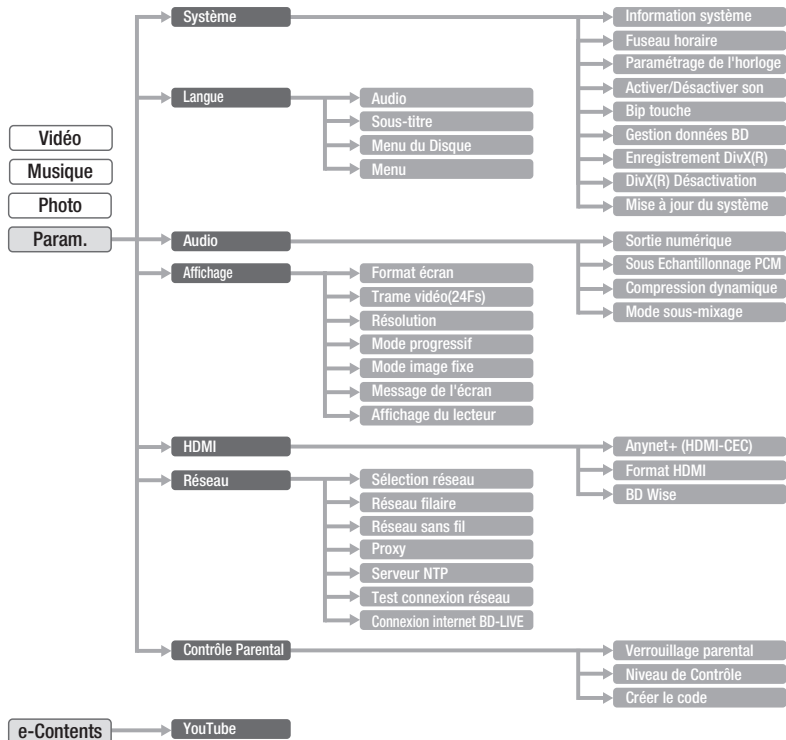 Système
Information système
Fuseau horaire
Paramétrage de l'horloge
Activer/Désactiver son
Bip touche
Gestion données BD
Enregistrement DivX(R)
DivX(R) Désactivation
Mise à jour du système
Langue
Audio
Sous-titre
Menu du Disque
Menu
Vidéo
Musique
Photo
Param.
Audio
Sortie numérique
Sous Echantillonnage PCM
Compression dynamique
Mode sous-mixage
Affichage
Format écran
Trame vidéo(24Fs)
Résolution
Mode progressif
Mode image fixe
Message de l'écran
Affichage du lecteur
HDMI
Anynet+ (HDMI-CEC)
Format HDMI
BD Wise
Réseau
Sélection réseau
Réseau filaire
Réseau sans fil
Proxy
Serveur NTP
Test connexion réseau
Connexion internet BD-LIVE
Contrôle Parental
Verrouillage parental
Niveau de Contrôle
Créer le code
e-Contents
YouTube